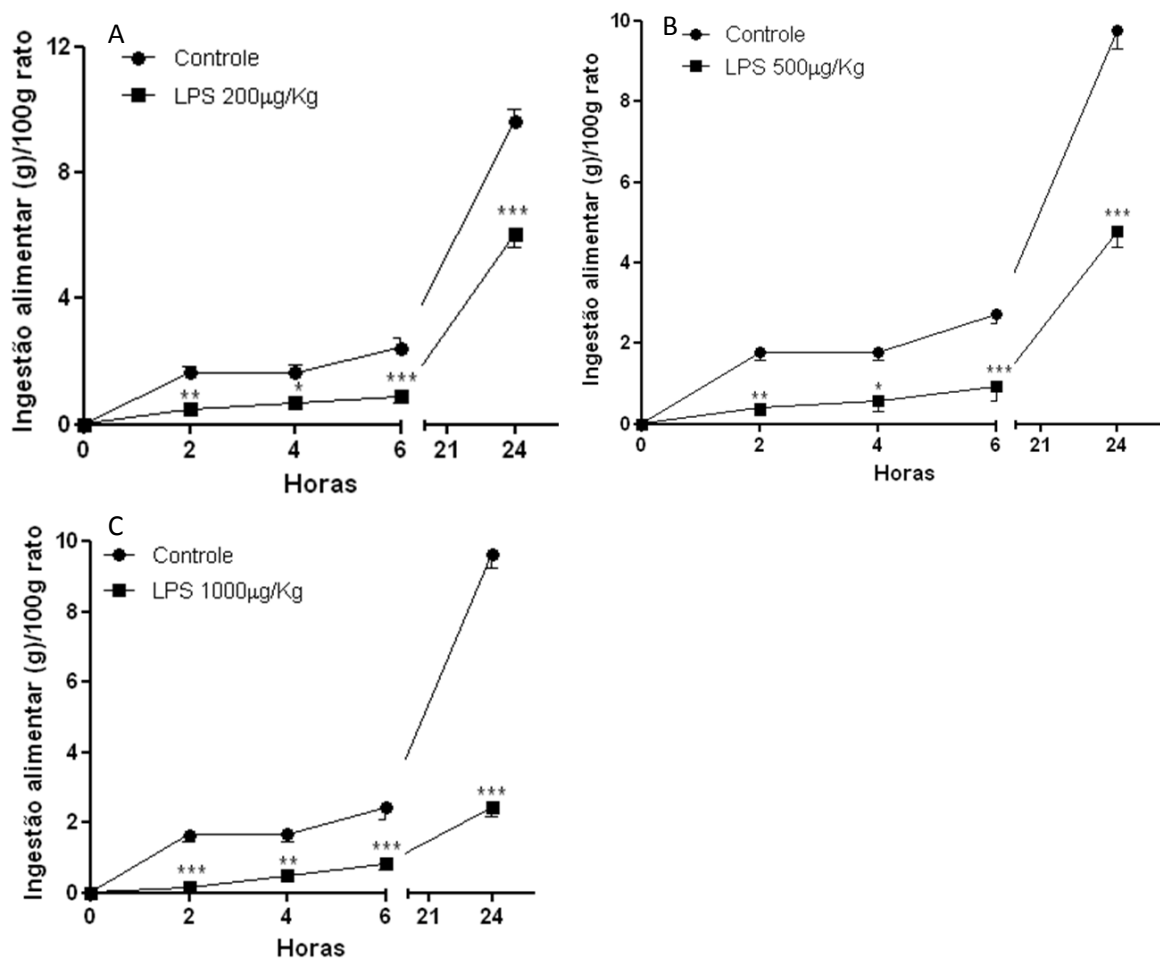 A
Controle
LPS 200µg/Kg
Ingestão alimentar (g)/100g rato
12
8
4
0
**
*
***
***
0 2 4 6 21 24
Horas
B
Controle
LPS 500µg/Kg
Ingestão alimentar (g)/100g rato
10
8
6
4
2
0
**
*
***
***
0 2 4 6 21 24
Horas
C
Controle
LPS 1000µg/Kg
Ingestão alimentar (g)/100g rato
10
8
6
4
2
0
***
**
***
***
0 2 4 6 21 24
Horas